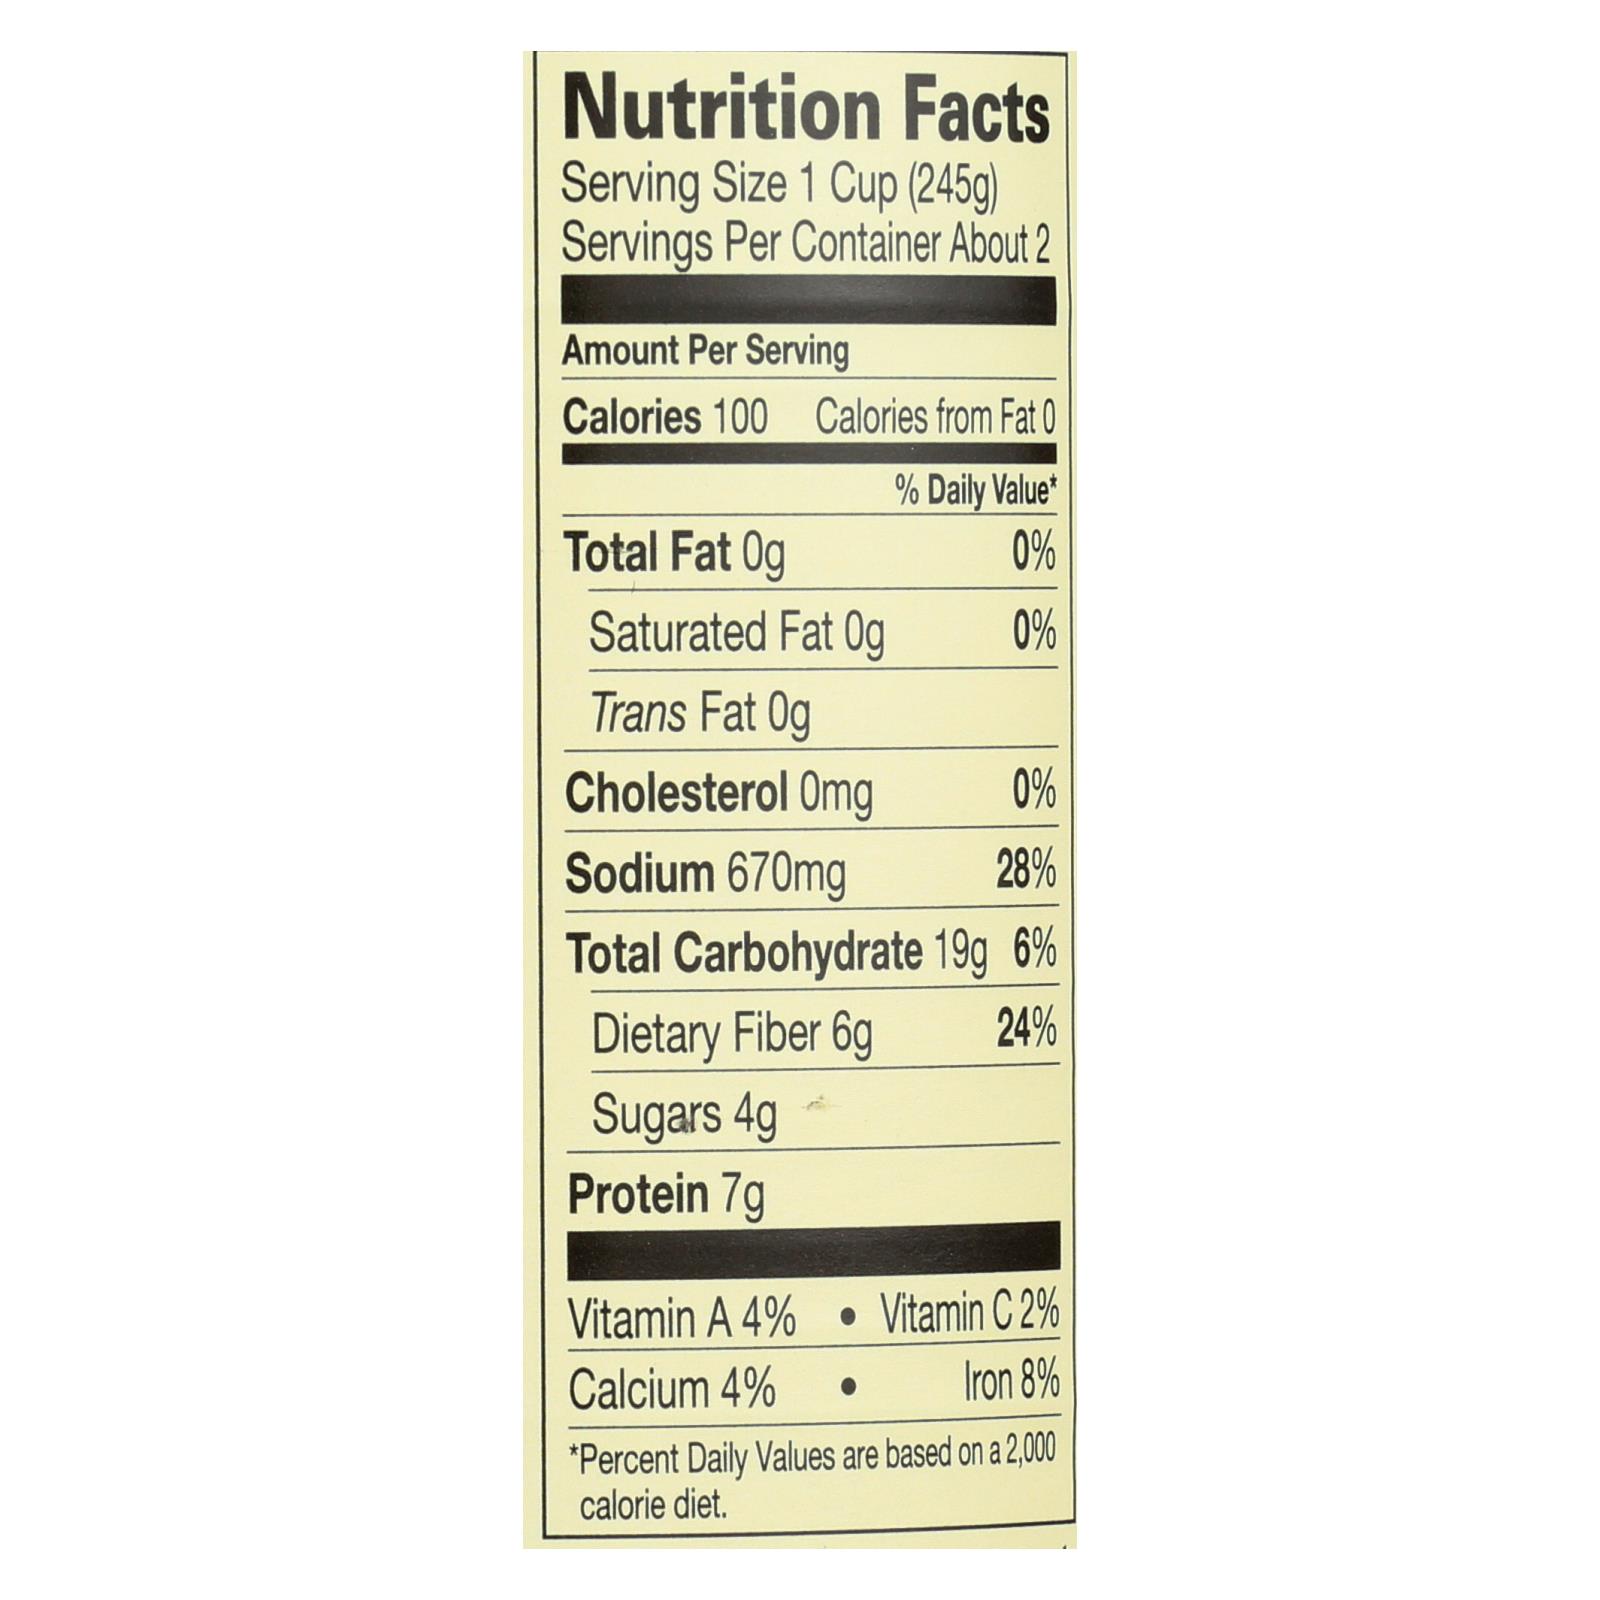 Nutrition Facts
Serving Size 1 Cup (245g)
Servings Per Container About 2
Amount Per Serving
Calories 100 Calories from Fat 0
% Daily Value*
Total Fat 0g 0%
Saturated Fat 0g 0%
Trans Fat 0g
Cholesterol 0mg 0%
Sodium 670mg 28%
Total Carbohydrate 19g 6%
Dietary Fiber 6g 24%
Sugars 4g
Protein 7g
Vitamin A 4% • Vitamin C 2%
Calcium 4% • Iron 8%
*Percent Daily Values are based on a 2,000
calorie diet.